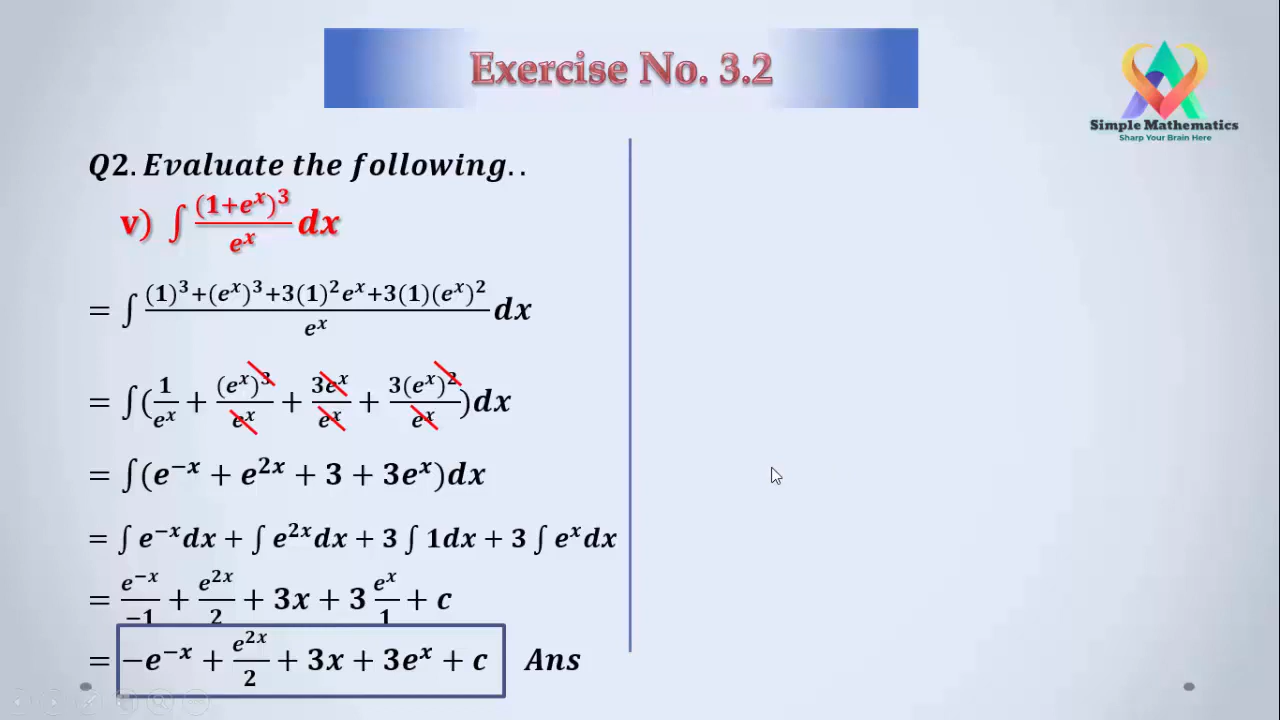 Exercise No. 3.2
Simple Mathematics
Sharp Your Brain Here
Q2. Evaluate the following..
v) ∫ (1+e^x)^3 / e^x dx
= ∫ ((1)^3+(e^x)^3+3(1)^2e^x+3(1)(e^x)^2) / e^x dx
= ∫(1/e^x + (e^x)^3/e^x + 3e^x/e^x + 3(e^x)^2/e^x)dx
= ∫(e^−x + e^2x + 3 + 3e^x)dx
= ∫ e^−x dx + ∫ e^2x dx + 3 ∫ 1dx + 3 ∫ e^x dx
= e^−x/−1 + e^2x/2 + 3x + 3 e^x/1 + c
= −e^−x + e^2x/2 + 3x + 3e^x + c Ans